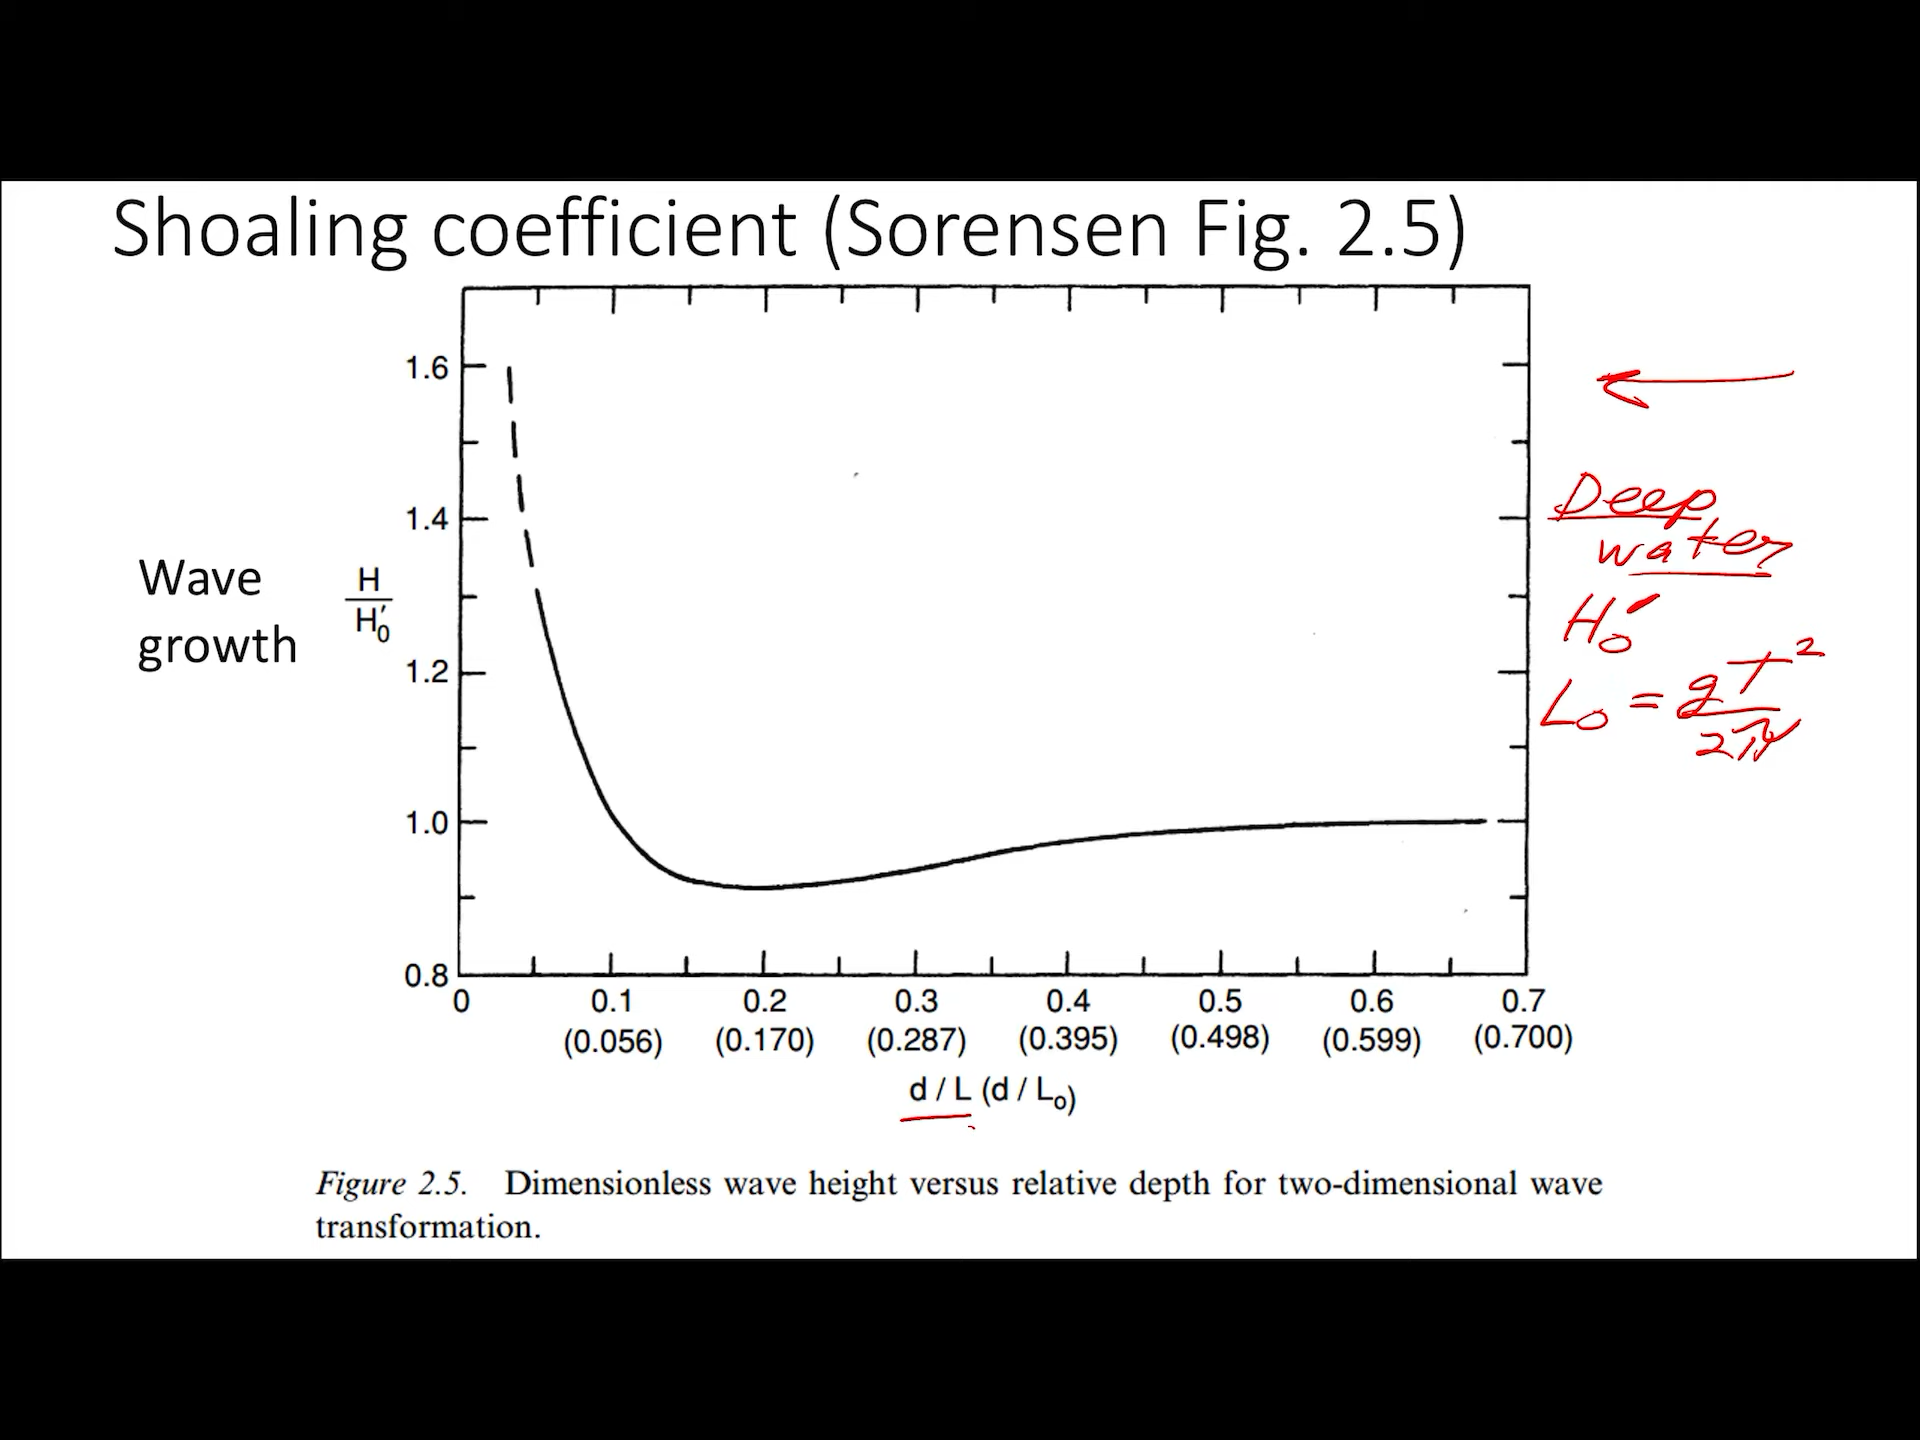 Shoaling coefficient (Sorensen Fig. 2.5)
1.6
1.4
1.2
1.0
0.8
Wave
growth
H
H′0
0 0.1 0.2 0.3 0.4 0.5 0.6 0.7
(0.056) (0.170) (0.287) (0.395) (0.498) (0.599) (0.700)
d / L (d / Lo)
Deep
water
H0′
L0 = gT²
2π
Figure 2.5. Dimensionless wave height versus relative depth for two-dimensional wave
transformation.